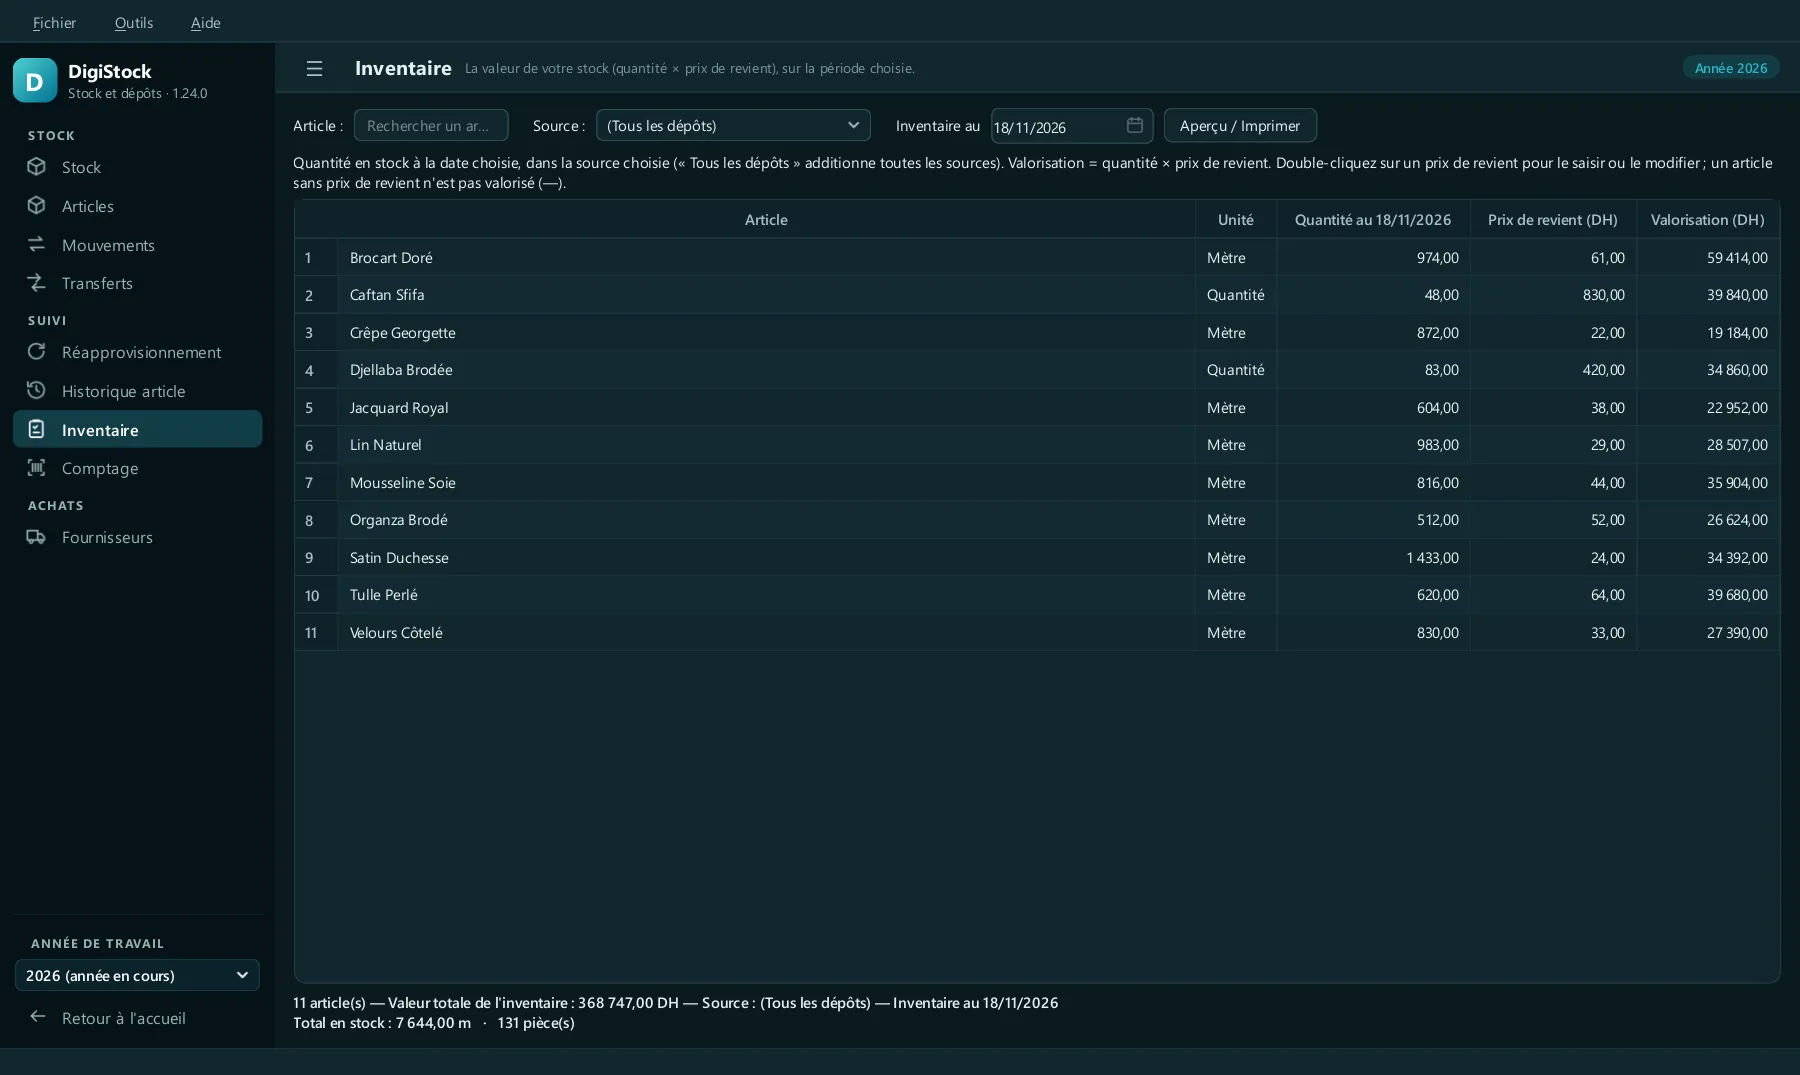 Fichier Outils Aide
D
DigiStock
Stock et dépôts · 1.24.0
STOCK
Stock
Articles
Mouvements
Transferts
SUIVI
Réapprovisionnement
Historique article
Inventaire
Comptage
ACHATS
Fournisseurs
ANNÉE DE TRAVAIL
2026 (année en cours)
Retour à l'accueil
Inventaire La valeur de votre stock (quantité × prix de revient), sur la période choisie. Année 2026
Article : Rechercher un ar... Source : (Tous les dépôts) Inventaire au 18/11/2026 Aperçu / Imprimer
Quantité en stock à la date choisie, dans la source choisie (« Tous les dépôts » additionne toutes les sources). Valorisation = quantité × prix de revient. Double-cliquez sur un prix de revient pour le saisir ou le modifier ; un article
sans prix de revient n'est pas valorisé (—).
Article Unité Quantité au 18/11/2026 Prix de revient (DH) Valorisation (DH)
1 Brocart Doré Mètre 974,00 61,00 59 414,00
2 Caftan Sfifa Quantité 48,00 830,00 39 840,00
3 Crêpe Georgette Mètre 872,00 22,00 19 184,00
4 Djellaba Brodée Quantité 83,00 420,00 34 860,00
5 Jacquard Royal Mètre 604,00 38,00 22 952,00
6 Lin Naturel Mètre 983,00 29,00 28 507,00
7 Mousseline Soie Mètre 816,00 44,00 35 904,00
8 Organza Brodé Mètre 512,00 52,00 26 624,00
9 Satin Duchesse Mètre 1 433,00 24,00 34 392,00
10 Tulle Perlé Mètre 620,00 64,00 39 680,00
11 Velours Côtelé Mètre 830,00 33,00 27 390,00
11 article(s) — Valeur totale de l'inventaire : 368 747,00 DH — Source : (Tous les dépôts) — Inventaire au 18/11/2026
Total en stock : 7 644,00 m · 131 pièce(s)